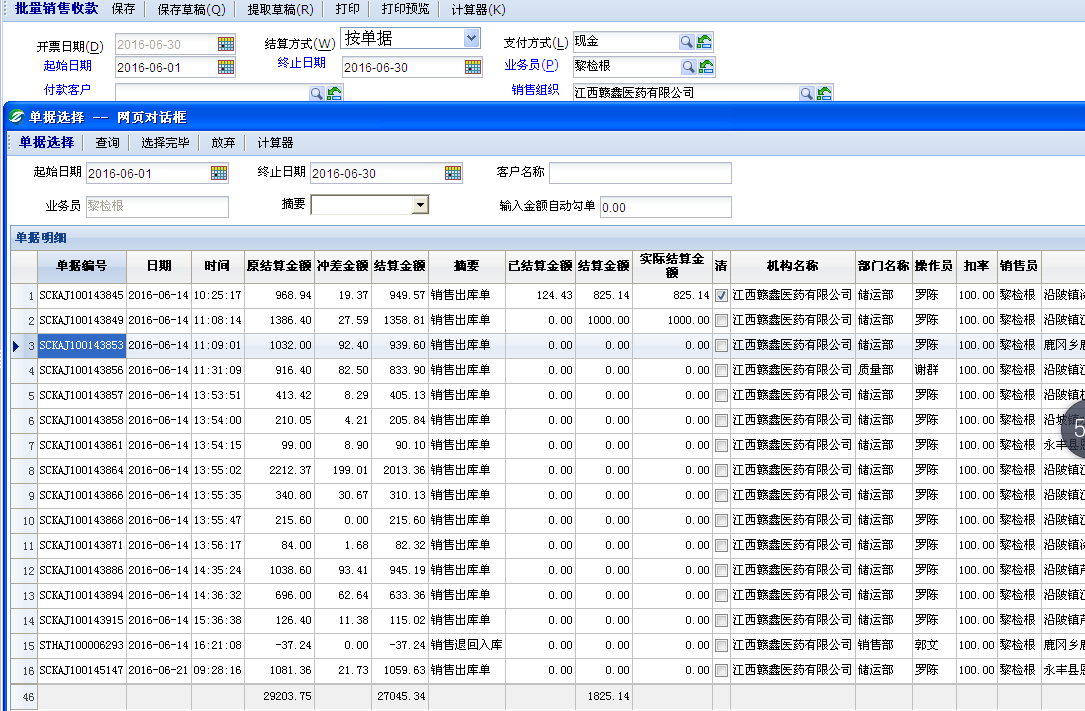 批量销售收款 保存 保存草稿(Q) 提取草稿(R) 打印 打印预览 计算器(K)
开票日期(D) 2016-06-30 结算方式(W) 按单据 支付方式(L) 现金
起始日期 2016-06-01 终止日期 2016-06-30 业务员(P) 黎检根
付款客户 销售组织 江西赣鑫医药有限公司
单据选择 -- 网页对话框
单据选择 查询 选择完毕 放弃 计算器
起始日期 2016-06-01 终止日期 2016-06-30 客户名称
业务员 黎检根 摘要 输入金额自动勾单 0.00
单据明细
单据编号 日期 时间 原结算金额 冲差金额 结算金额 摘要 已结算金额 结算金额 实际结算金额 清 机构名称 部门名称 操作员 扣率 销售员
1 SCKAJ100143845 2016-06-14 10:25:17 968.94 19.37 949.57 销售出库单 124.43 825.14 825.14 江西赣鑫医药有限公司 储运部 罗陈 100.00 黎检根 沿陂镇
2 SCKAJ100143849 2016-06-14 11:08:14 1386.40 27.59 1358.81 销售出库单 0.00 1000.00 1000.00 江西赣鑫医药有限公司 储运部 罗陈 100.00 黎检根 沿陂镇
3 SCKAJ100143853 2016-06-14 11:09:01 1032.00 92.40 939.60 销售出库单 0.00 0.00 0.00 江西赣鑫医药有限公司 储运部 罗陈 100.00 黎检根 鹿冈乡
4 SCKAJ100143856 2016-06-14 11:31:09 916.40 82.50 833.90 销售出库单 0.00 0.00 0.00 江西赣鑫医药有限公司 质量部 谢群 100.00 黎检根 沿陂镇
5 SCKAJ100143857 2016-06-14 13:53:51 413.42 8.29 405.13 销售出库单 0.00 0.00 0.00 江西赣鑫医药有限公司 储运部 罗陈 100.00 黎检根 沿陂镇
6 SCKAJ100143858 2016-06-14 13:54:00 210.05 4.21 205.84 销售出库单 0.00 0.00 0.00 江西赣鑫医药有限公司 储运部 罗陈 100.00 黎检根
7 SCKAJ100143861 2016-06-14 13:54:15 99.00 8.90 90.10 销售出库单 0.00 0.00 0.00 江西赣鑫医药有限公司 储运部 罗陈 100.00 黎检根 永丰县
8 SCKAJ100143864 2016-06-14 13:55:02 2212.37 199.01 2013.36 销售出库单 0.00 0.00 0.00 江西赣鑫医药有限公司 储运部 罗陈 100.00 黎检根 沿陂镇
9 SCKAJ100143866 2016-06-14 13:55:35 340.80 30.67 310.13 销售出库单 0.00 0.00 0.00 江西赣鑫医药有限公司 储运部 罗陈 100.00 黎检根 沿陂镇
10 SCKAJ100143868 2016-06-14 13:55:47 215.60 0.00 215.60 销售出库单 0.00 0.00 0.00 江西赣鑫医药有限公司 储运部 罗陈 100.00 黎检根 沿陂镇
11 SCKAJ100143871 2016-06-14 13:56:17 84.00 1.68 82.32 销售出库单 0.00 0.00 0.00 江西赣鑫医药有限公司 储运部 罗陈 100.00 黎检根 沿陂镇
12 SCKAJ100143886 2016-06-14 14:35:24 1038.60 93.41 945.19 销售出库单 0.00 0.00 0.00 江西赣鑫医药有限公司 储运部 罗陈 100.00 黎检根 沿陂镇
13 SCKAJ100143894 2016-06-14 14:36:32 696.00 62.64 633.36 销售出库单 0.00 0.00 0.00 江西赣鑫医药有限公司 储运部 罗陈 100.00 黎检根 沿陂镇
14 SCKAJ100143915 2016-06-14 15:36:38 126.40 11.38 115.02 销售出库单 0.00 0.00 0.00 江西赣鑫医药有限公司 储运部 罗陈 100.00 黎检根 沿陂镇
15 STHAJ100006293 2016-06-14 16:21:08 -37.24 0.00 -37.24 销售退回入库 0.00 0.00 0.00 江西赣鑫医药有限公司 销售部 郭文 100.00 黎检根 鹿冈乡
16 SCKAJ100145147 2016-06-21 09:28:16 1081.36 21.73 1059.63 销售出库单 0.00 0.00 0.00 江西赣鑫医药有限公司 储运部 罗陈 100.00 黎检根 永丰县
46 29203.75 27045.34 1825.14